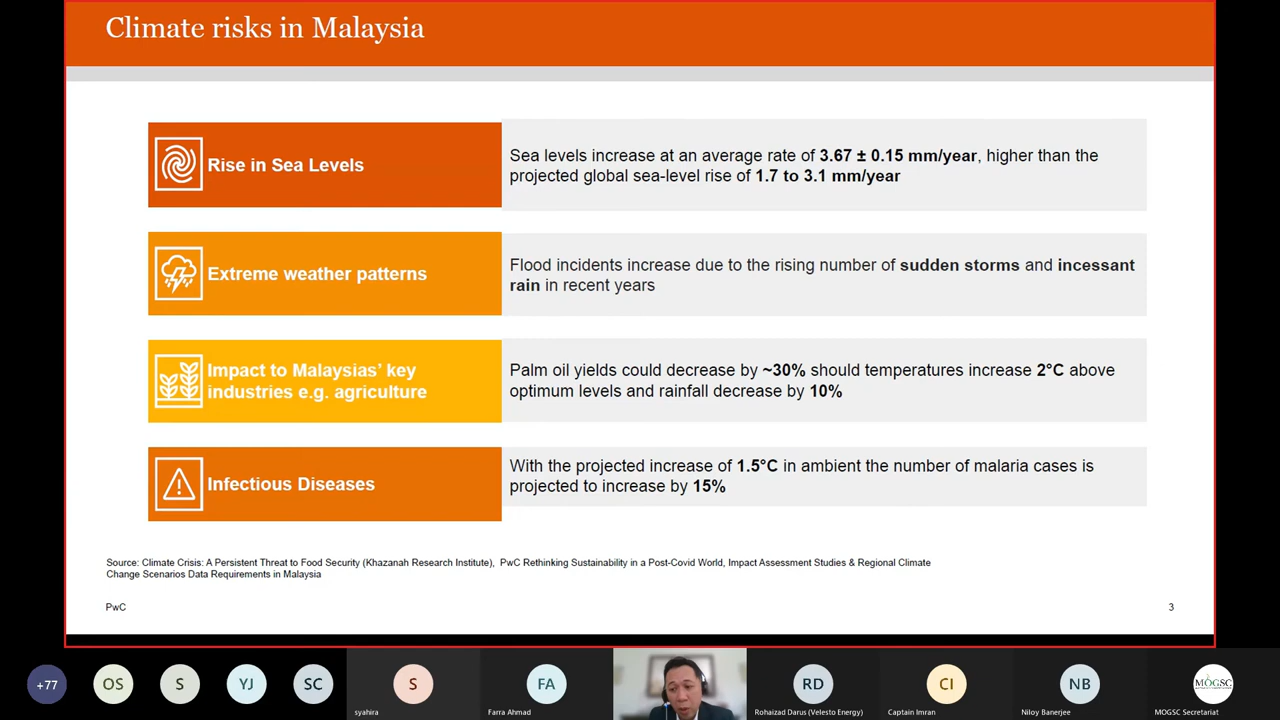 Climate risks in Malaysia
Rise in Sea Levels
Sea levels increase at an average rate of 3.67 ± 0.15 mm/year, higher than the
projected global sea-level rise of 1.7 to 3.1 mm/year
Extreme weather patterns
Flood incidents increase due to the rising number of sudden storms and incessant
rain in recent years
Impact to Malaysias’ key
industries e.g. agriculture
Palm oil yields could decrease by ~30% should temperatures increase 2°C above
optimum levels and rainfall decrease by 10%
Infectious Diseases
With the projected increase of 1.5°C in ambient the number of malaria cases is
projected to increase by 15%
Source: Climate Crisis: A Persistent Threat to Food Security (Khazanah Research Institute), PwC Rethinking Sustainability in a Post-Covid World, Impact Assessment Studies & Regional Climate
Change Scenarios Data Requirements in Malaysia
PwC
3
+77
OS
S
YJ
SC
S
syahira
FA
Farra Ahmad
RD
Rohaizad Darus (Velesto Energy)
CI
Captain Imran
NB
Niloy Banerjee
MOGSC
MOGSC Secretariat